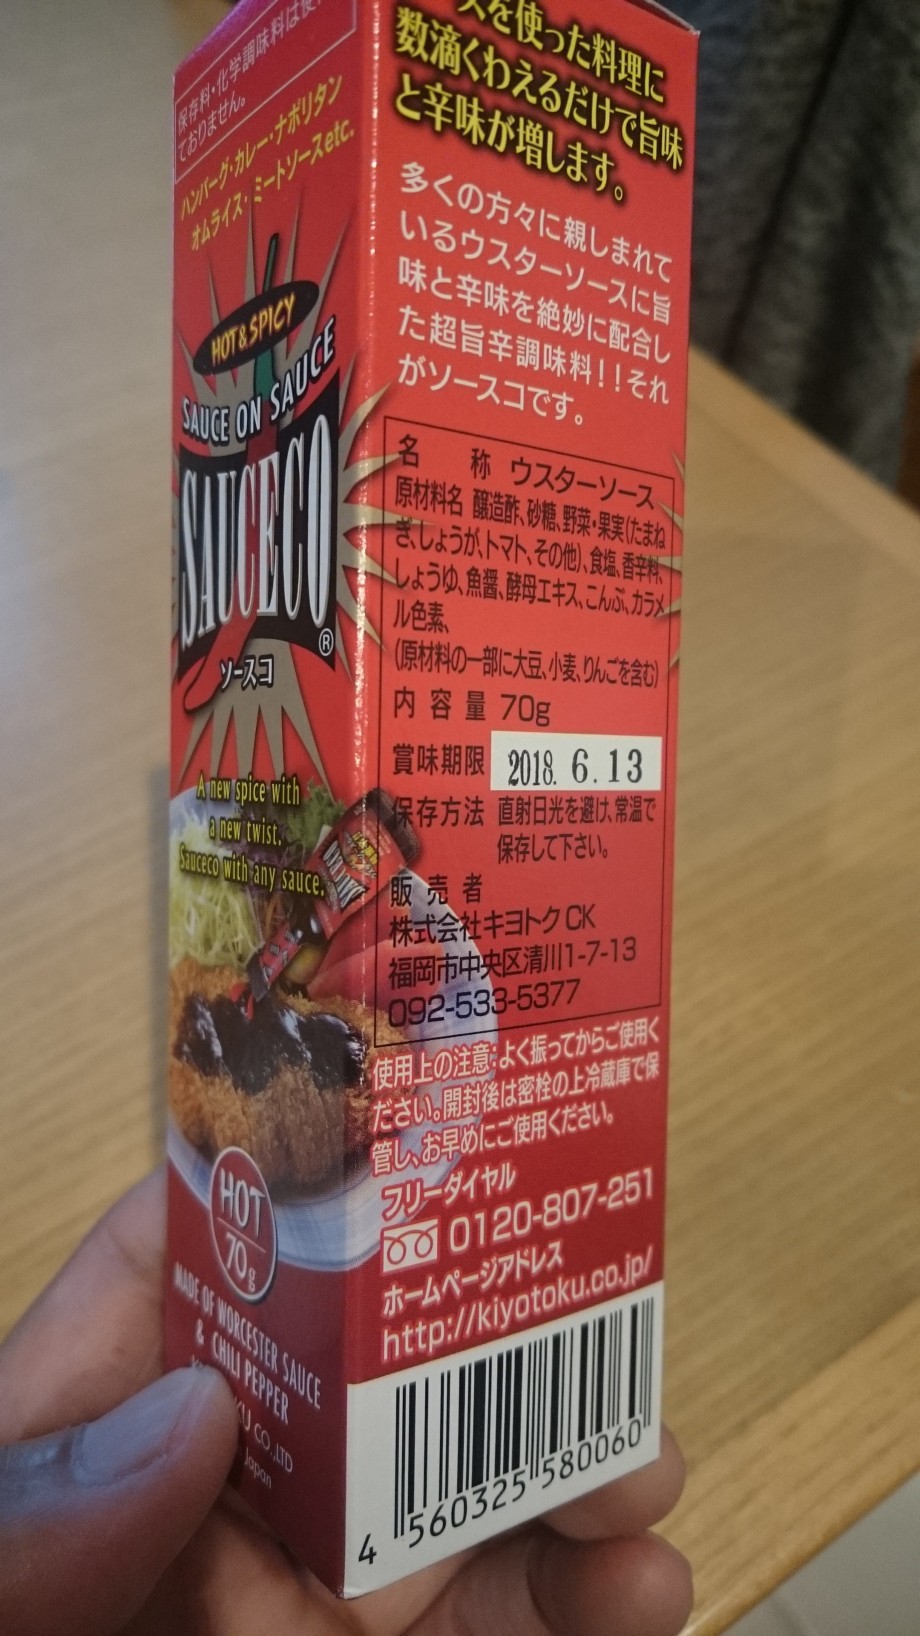 保存料・化学調味料は使
ておりません。
ハンバーグ・カレー・ナポリタン
オムライス・ミートソースetc.
HOT&SPICY
SAUCE ON SAUCE
SAUCECO
®
ソースコ
A new spice with
a new twist.
Sauceco with any sauce.
HOT
70g
MADE OF WORCESTER SAUCE
& CHILI PEPPER
CO.,LTD
Japan
スを使った料理に
数滴くわえるだけで旨味
と辛味が増します。
多くの方々に親しまれて
いるウスターソースに旨
味と辛味を絶妙に配合し
た超旨辛調味料!!それ
がソースコです。
名 称 ウスターソース
原材料名 醸造酢、砂糖、野菜・果実(たまね
ぎ、しょうが、トマト、その他)、食塩、香辛料、
しょうゆ、魚醤、酵母エキス、こんぶ、カラメ
ル色素、
(原材料の一部に大豆、小麦、りんごを含む)
内容量 70g
賞味期限 2018. 6.13
保存方法 直射日光を避け、常温で
保存して下さい。
販売者
株式会社キヨトクCK
福岡市中央区清川1-7-13
092-533-5377
使用上の注意:よく振ってからご使用く
ださい。開封後は密栓の上冷蔵庫で保
管し、お早めにご使用ください。
フリーダイヤル
0120-807-251
ホームページアドレス
http://kiyotoku.co.jp/
4 560325 580060